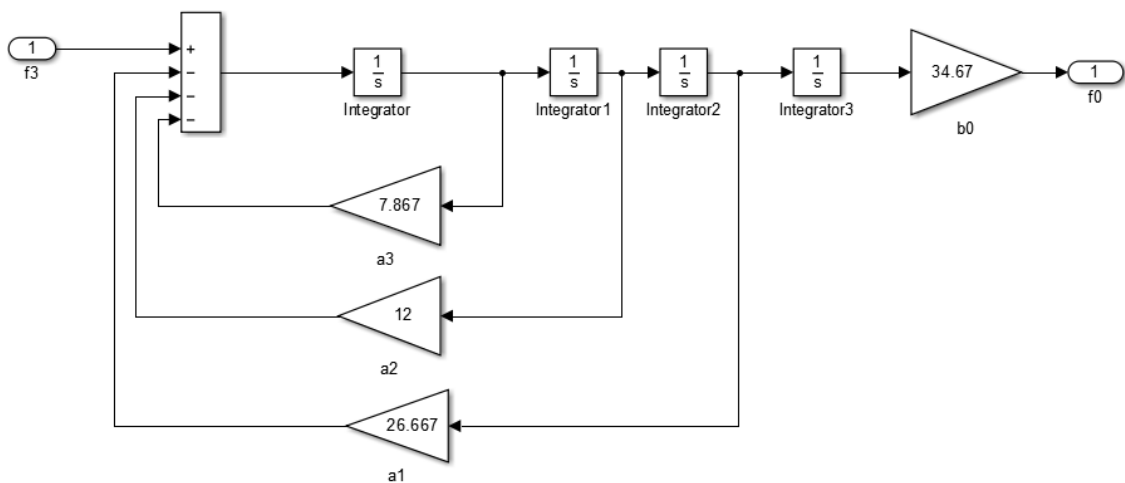 1
f3
+
−
−
−
1
s
Integrator
1
s
Integrator1
1
s
Integrator2
1
s
Integrator3
34.67
b0
1
f0
7.867
a3
12
a2
26.667
a1